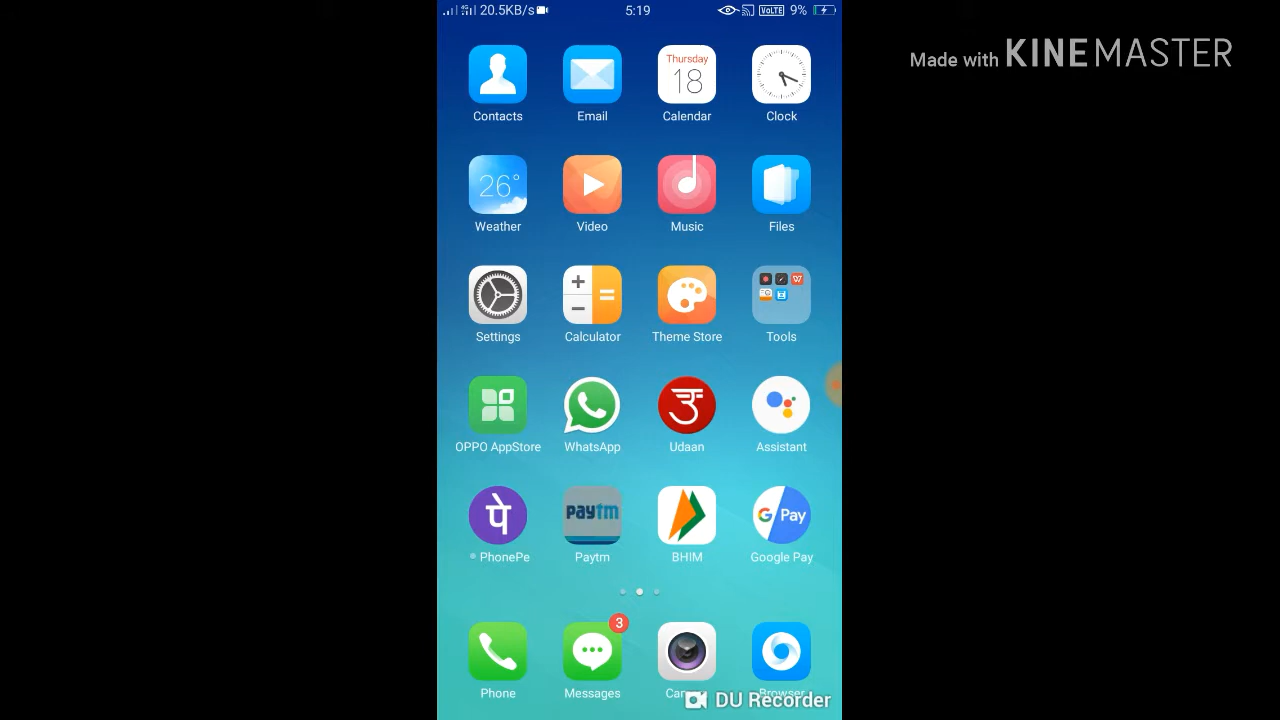 20.5KB/s 5:19 VoLTE 9%
Made with KINEMASTER
Thursday
18
Contacts Email Calendar Clock
26°
Weather Video Music Files
Settings Calculator Theme Store Tools
उ
OPPO AppStore WhatsApp Udaan Assistant
पे Paytm G Pay
PhonePe Paytm BHIM Google Pay
3
Phone Messages Camera Browser
DU Recorder